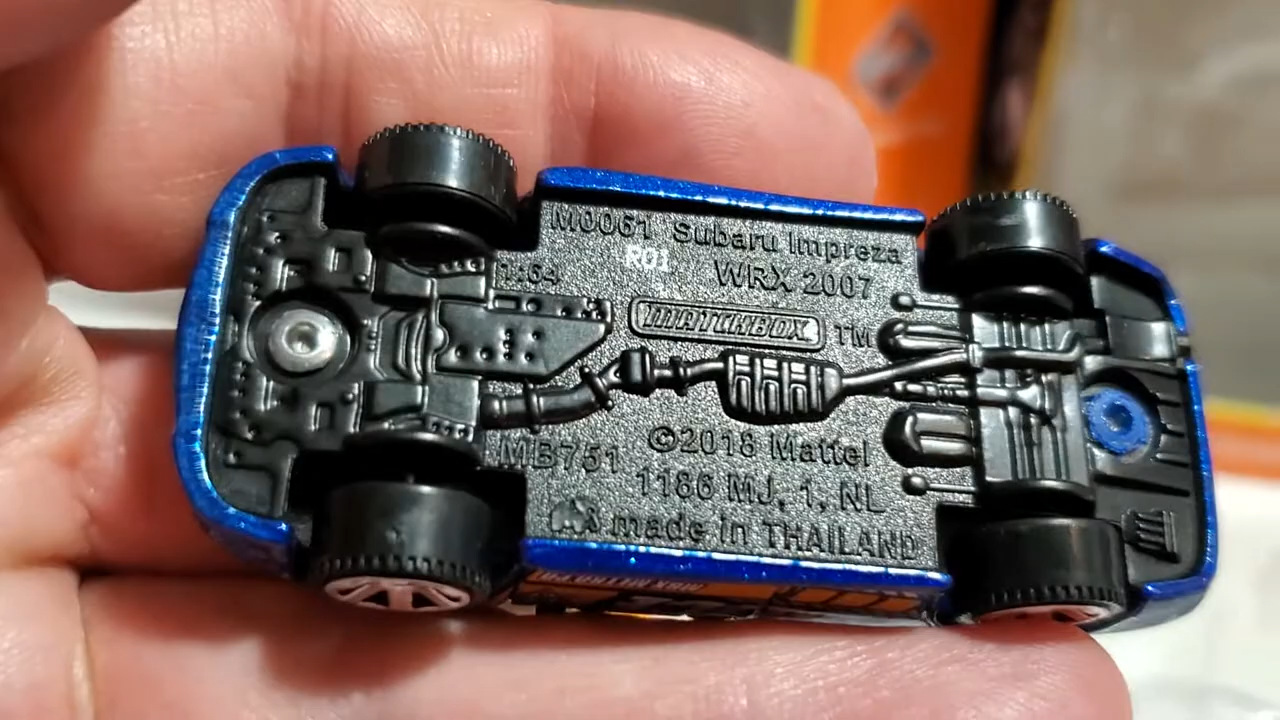 M0061 Subaru Impreza
R01
1:64 WRX 2007
MATCHBOX TM
MB751 ©2018 Mattel
1186 MJ, 1, NL
made in THAILAND